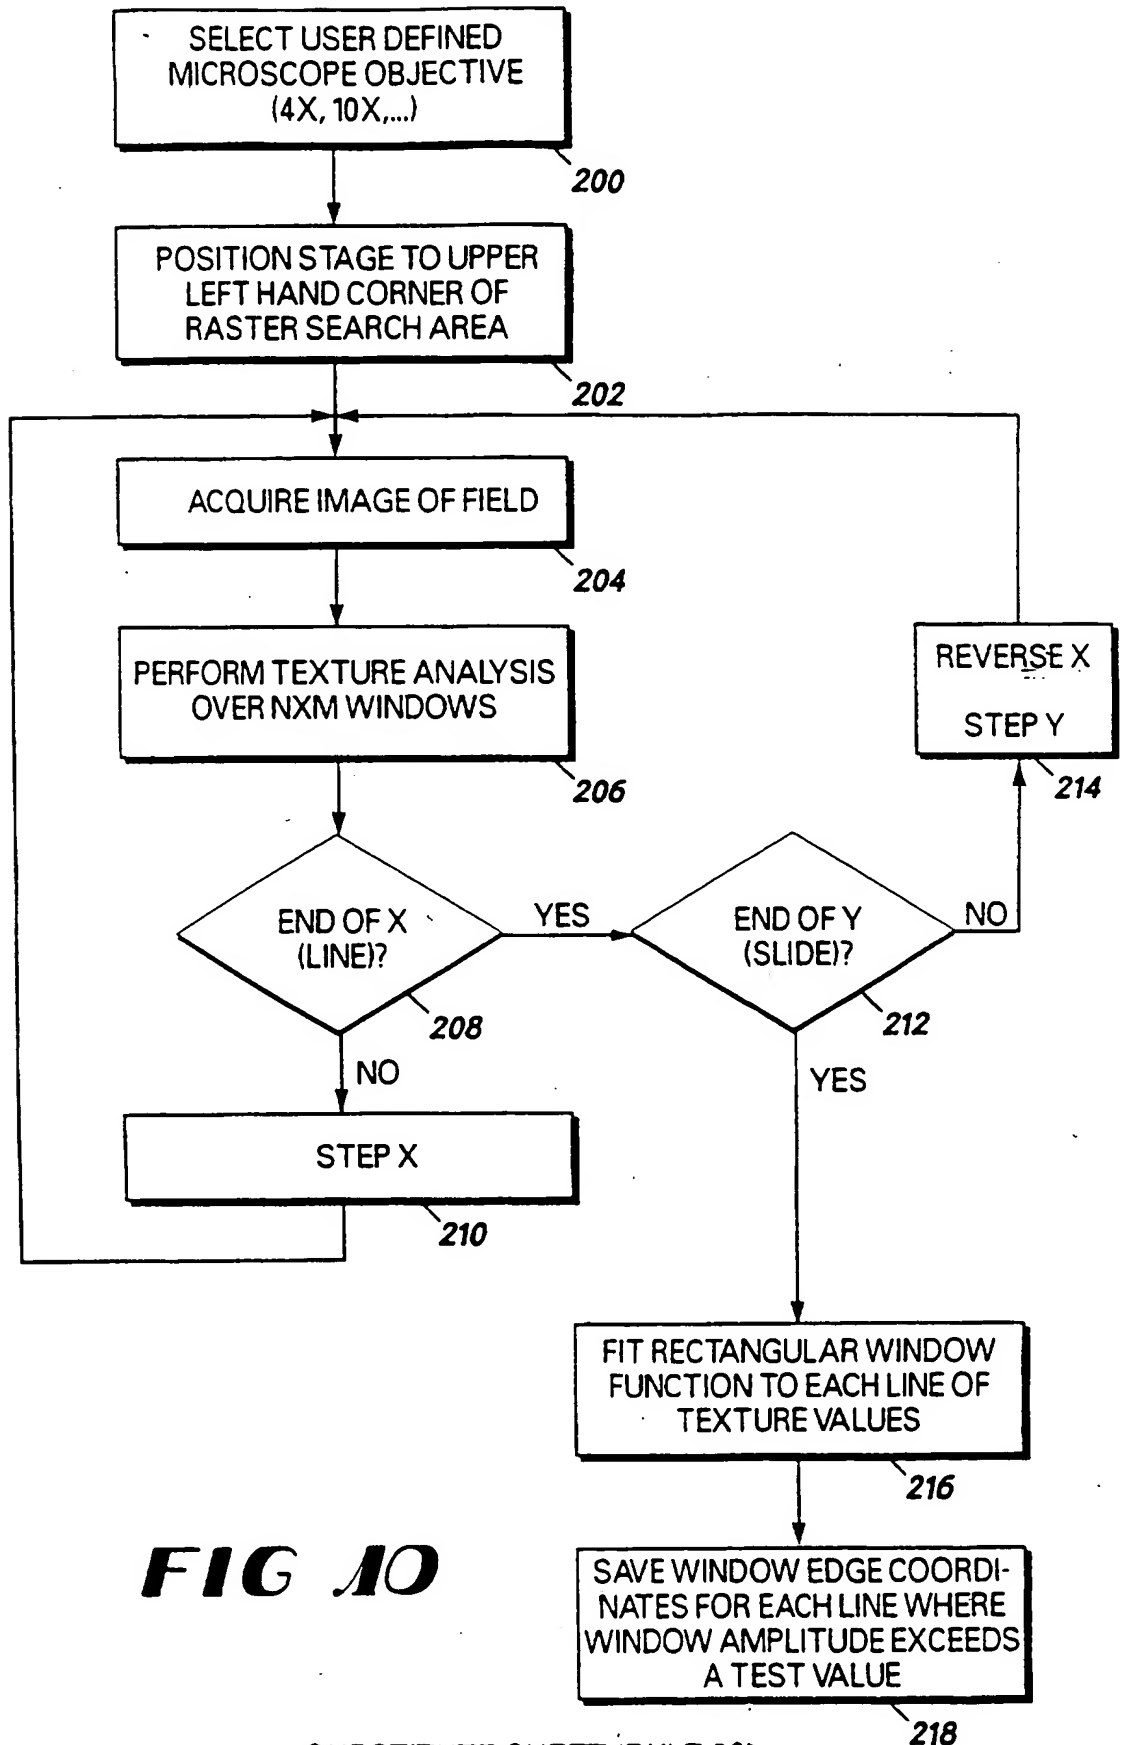 SELECT USER DEFINED
MICROSCOPE OBJECTIVE
(4X, 10X,...)
200
POSITION STAGE TO UPPER
LEFT HAND CORNER OF
RASTER SEARCH AREA
202
ACQUIRE IMAGE OF FIELD
204
PERFORM TEXTURE ANALYSIS
OVER NXM WINDOWS
206
REVERSE X
STEP Y
214
END OF X
(LINE)?
208
YES
END OF Y
(SLIDE)?
212
NO
NO
YES
STEP X
210
FIT RECTANGULAR WINDOW
FUNCTION TO EACH LINE OF
TEXTURE VALUES
216
SAVE WINDOW EDGE COORDI-
NATES FOR EACH LINE WHERE
WINDOW AMPLITUDE EXCEEDS
A TEST VALUE
218
FIG 10